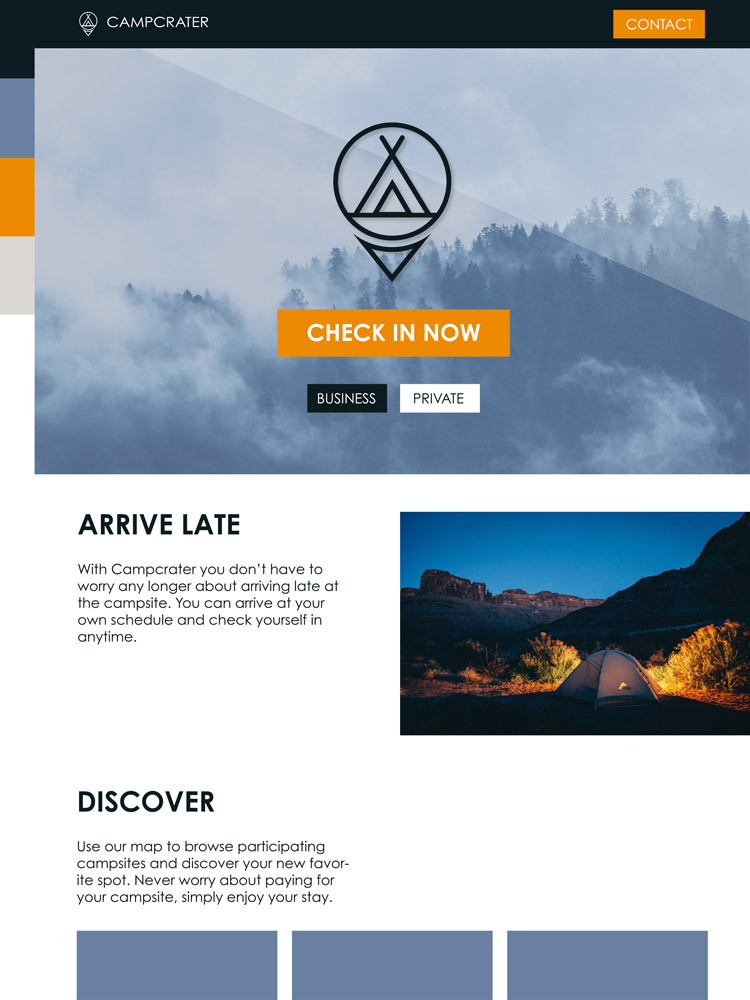 CAMPCRATER
CONTACT
CHECK IN NOW
BUSINESS
PRIVATE
ARRIVE LATE
With Campcrater you don’t have to
worry any longer about arriving late at
the campsite. You can arrive at your
own schedule and check yourself in
anytime.
DISCOVER
Use our map to browse participating
campsites and discover your new favor-
ite spot. Never worry about paying for
your campsite, simply enjoy your stay.